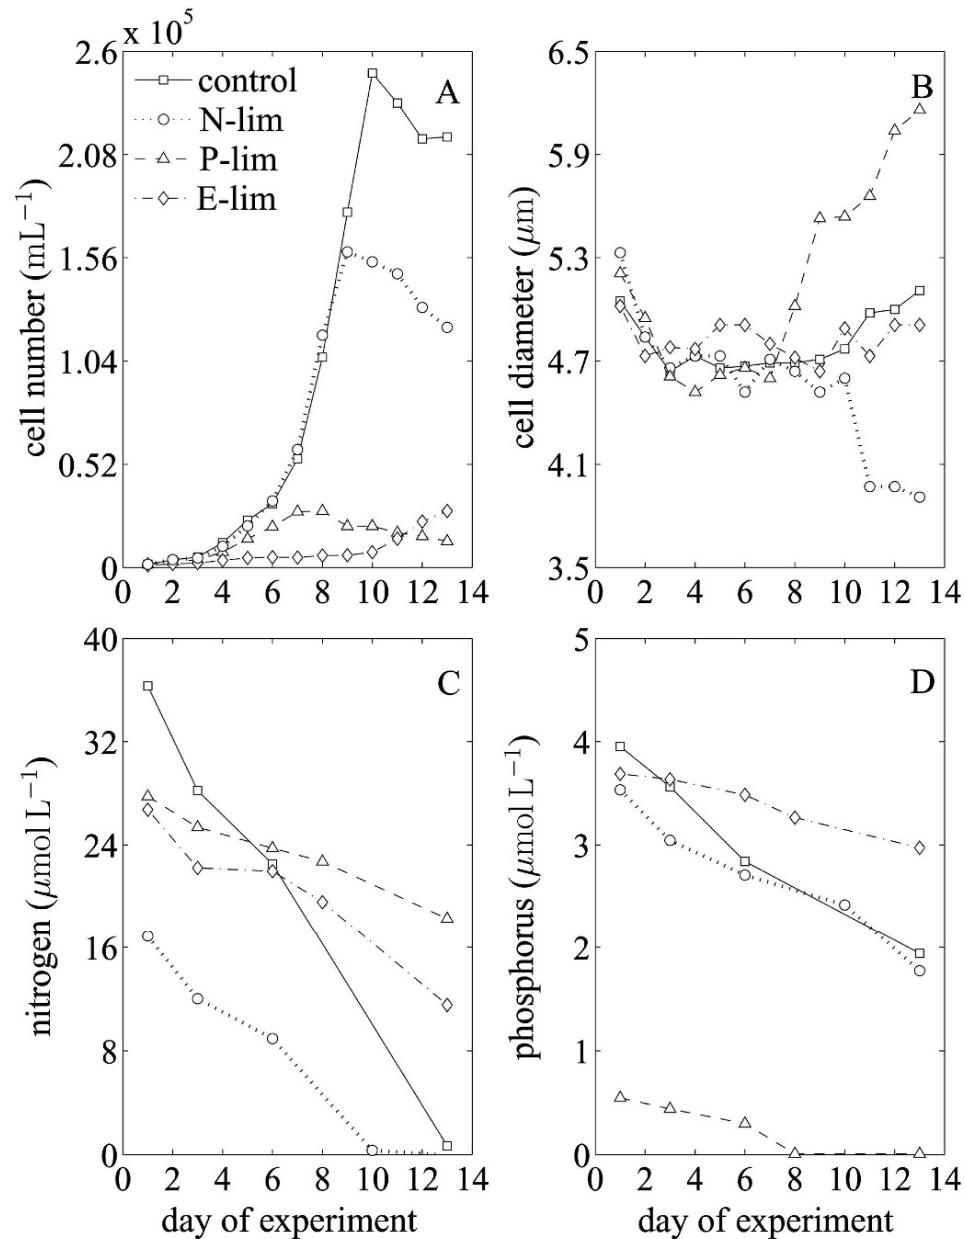 × 10⁵
2.6
2.08
1.56
1.04
0.52
0
cell number (mL⁻¹)
control
N-lim
P-lim
E-lim
A
0 2 4 6 8 10 12 14
6.5
5.9
5.3
4.7
4.1
3.5
cell diameter (μm)
B
0 2 4 6 8 10 12 14
40
32
24
16
8
0
nitrogen (μmol L⁻¹)
C
0 2 4 6 8 10 12 14
day of experiment
5
4
3
2
1
0
phosphorus (μmol L⁻¹)
D
0 2 4 6 8 10 12 14
day of experiment